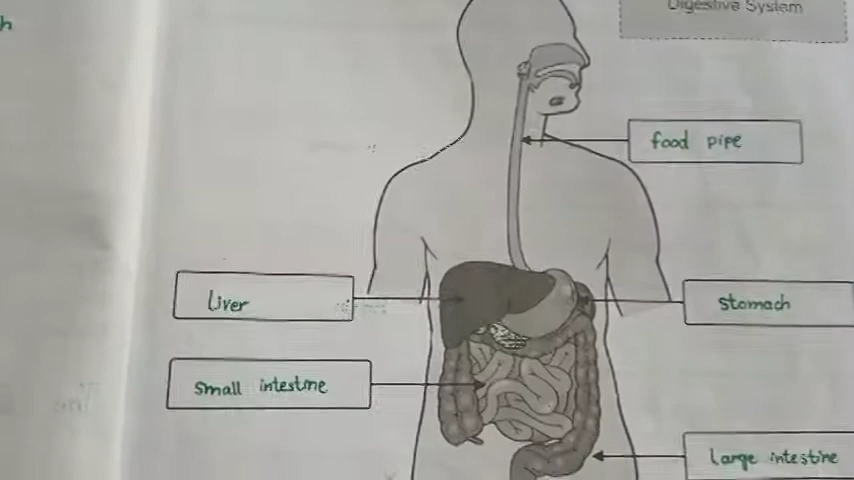 h
Digestive System
food pipe
liver
stomach
small intestine
large intestine